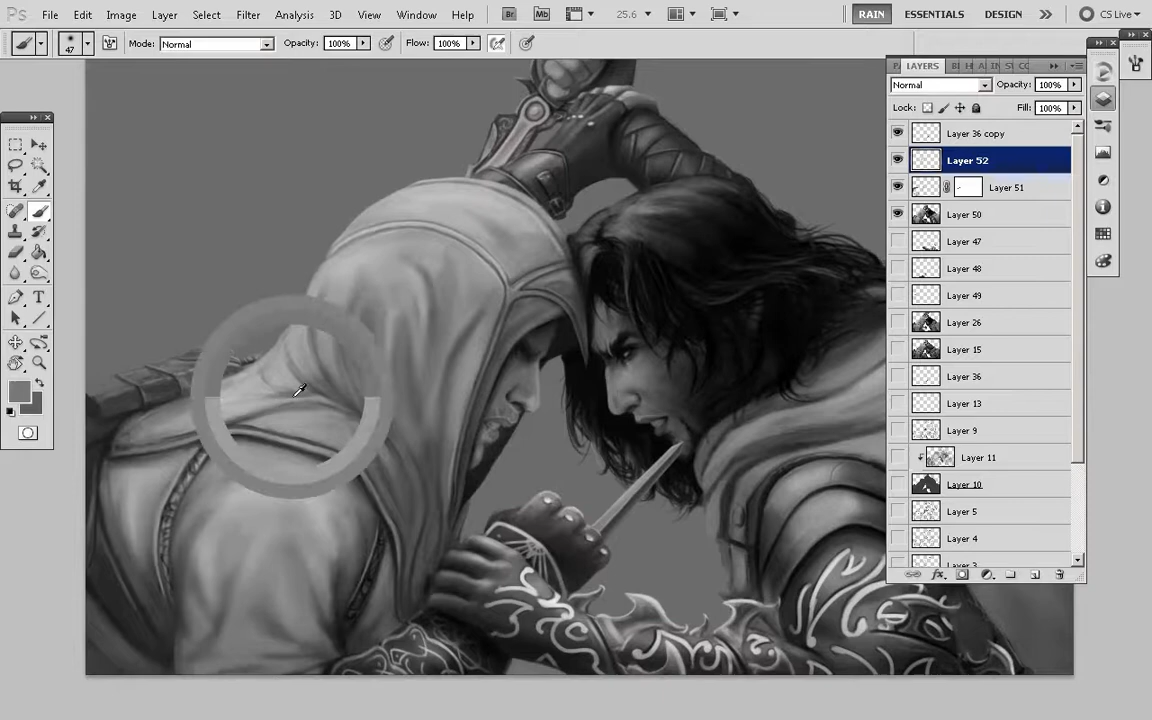 Ps File Edit Image Layer Select Filter Analysis 3D View Window Help Br Mb 25.6 RAIN ESSENTIALS DESIGN CS Live
47 Mode: Normal Opacity: 100% Flow: 100%
LAYERS
Normal Opacity: 100%
Lock: Fill: 100%
Layer 36 copy
Layer 52
Layer 51
Layer 50
Layer 47
Layer 48
Layer 49
Layer 26
Layer 15
Layer 36
Layer 13
Layer 9
Layer 11
Layer 10
Layer 5
Layer 4
Layer 3